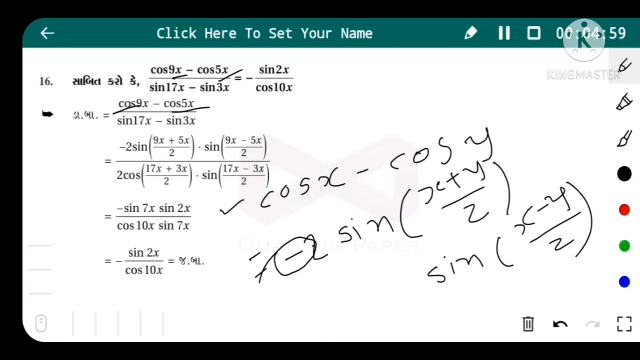 Click Here To Set Your Name
00:04:59
KINEMASTER
16. સાબિત કરો કે, (cos9x − cos5x)/(sin17x − sin3x) = − sin2x/cos10x
➥ ડા.બા. = (cos9x − cos5x)/(sin17x − sin3x)
= (−2sin((9x + 5x)/2) · sin((9x − 5x)/2))/(2cos((17x + 3x)/2) · sin((17x − 3x)/2))
= (−sin 7x sin 2x)/(cos10x sin 7x)
= − sin 2x/cos10x = જ.બા.
✓ cosx − cosy
= −2 sin((x+y)/2)
sin((x−y)/2)